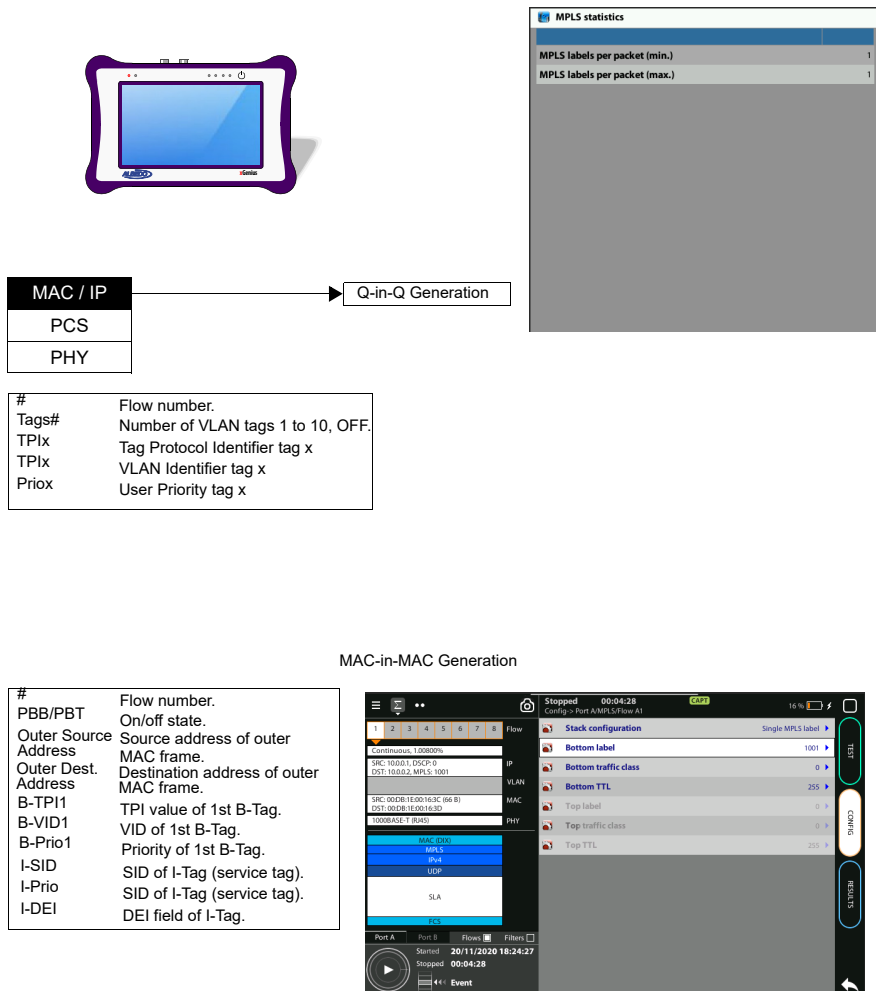 MPLS statistics
MPLS labels per packet (min.) 1
MPLS labels per packet (max.) 1
ALBEDO
xGenius
MAC / IP
Q-in-Q Generation
PCS
PHY
# Flow number.
Tags# Number of VLAN tags 1 to 10, OFF.
TPIx Tag Protocol Identifier tag x
TPIx VLAN Identifier tag x
Priox User Priority tag x
MAC-in-MAC Generation
# Flow number.
PBB/PBT On/off state.
Outer Source Address Source address of outer MAC frame.
Outer Dest. Address Destination address of outer MAC frame.
B-TPI1 TPI value of 1st B-Tag.
B-VID1 VID of 1st B-Tag.
B-Prio1 Priority of 1st B-Tag.
I-SID SID of I-Tag (service tag).
I-Prio SID of I-Tag (service tag).
I-DEI DEI field of I-Tag.
Stopped 00:04:28 CAPT 16 %
Config-> Port A/MPLS/Flow A1
1 2 3 4 5 6 7 8 Flow
Continuous, 1.00800%
SRC: 10.0.0.1, DSCP: 0 IP
DST: 10.0.0.2, MPLS: 1001
VLAN
SRC: 00:DB:1E:00:16:3C (66 B) MAC
DST: 00:DB:1E:00:16:3D
1000BASE-T (RJ45) PHY
MAC (DIX)
MPLS
IPv4
UDP
SLA
FCS
Port A Port B Flows Filters
Started 20/11/2020 18:24:27
Stopped 00:04:28
Event
Stack configuration Single MPLS label
Bottom label 1001
Bottom traffic class 0
Bottom TTL 255
Top label 0
Top traffic class 0
Top TTL 255
TEST
CONFIG
RESULTS